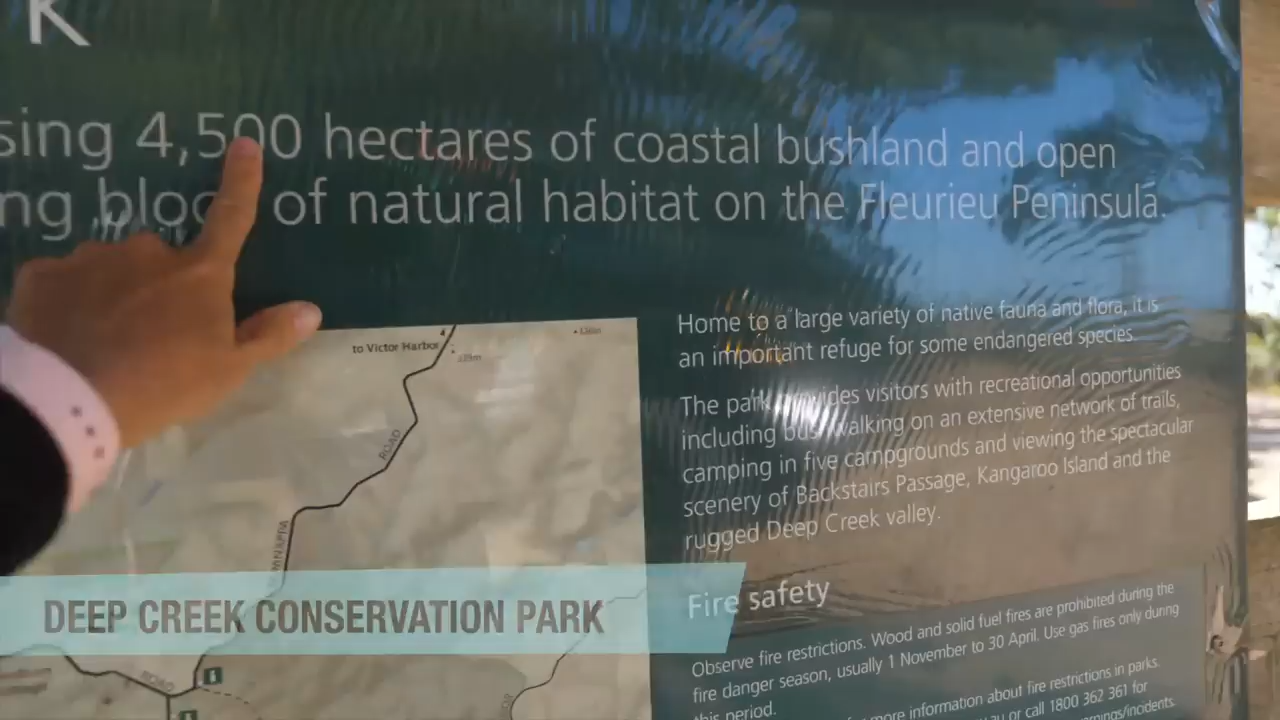 K
sing 4,500 hectares of coastal bushland and open
ng bloc of natural habitat on the Fleurieu Peninsula.
to Victor Harbor
ROAD
ROAD
Home to a large variety of native fauna and flora, it is
an important refuge for some endangered species.
The park provides visitors with recreational opportunities
including bushwalking on an extensive network of trails,
camping in five campgrounds and viewing the spectacular
scenery of Backstairs Passage, Kangaroo Island and the
rugged Deep Creek valley.
Fire safety
Observe fire restrictions. Wood and solid fuel fires are prohibited during the
fire danger season, usually 1 November to 30 April. Use gas fires only during
this period.
more information about fire restrictions in parks.
au or call 1800 362 361 for
nings/incidents.
DEEP CREEK CONSERVATION PARK